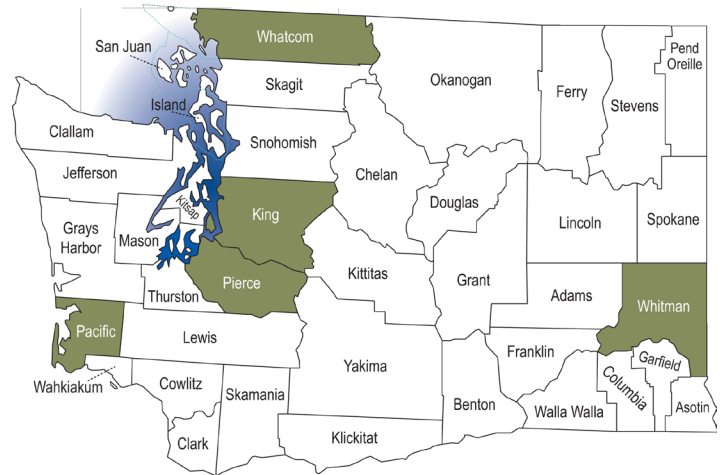 Whatcom
San Juan
Pend
Oreille
Okanogan
Skagit
Ferry
Stevens
Island
Clallam
Snohomish
Chelan
Jefferson
Kitsap
Douglas
King
Lincoln
Spokane
Grays
Harbor
Mason
Kittitas
Grant
Pierce
Thurston
Adams
Whitman
Pacific
Lewis
Franklin
Garfield
Yakima
Wahkiakum
Cowlitz
Skamania
Columbia
Benton
Walla Walla
Asotin
Clark
Klickitat